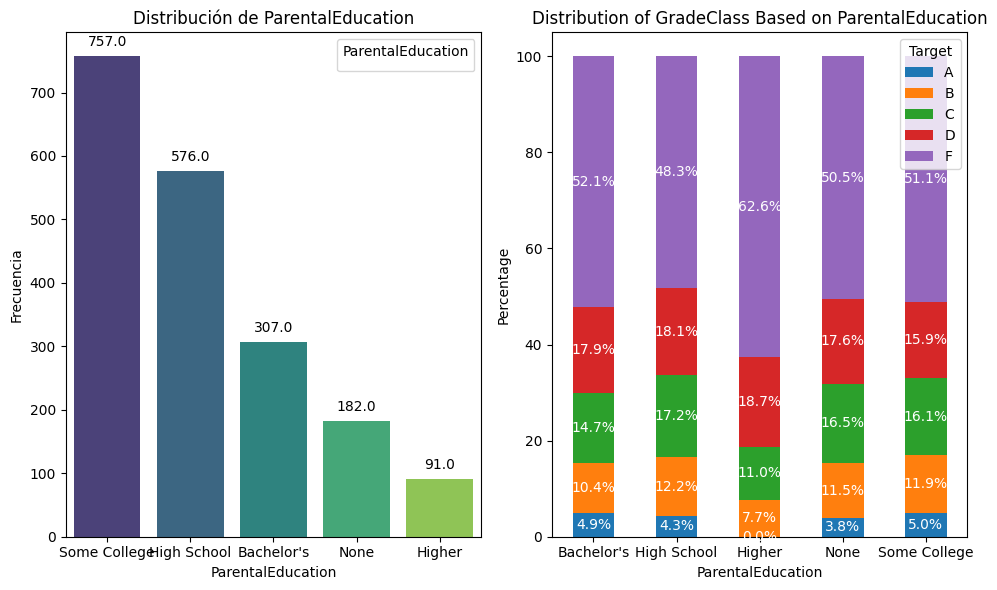 Distribución de ParentalEducation
757.0
576.0
307.0
182.0
91.0
ParentalEducation
Frecuencia
700
600
500
400
300
200
100
0
Some College
High School
Bachelor's
None
Higher
ParentalEducation
Distribution of GradeClass Based on ParentalEducation
Target
A
B
C
D
F
Percentage
100
80
60
40
20
0
52.1%
48.3%
62.6%
50.5%
51.1%
17.9%
18.1%
18.7%
17.6%
15.9%
14.7%
17.2%
11.0%
16.5%
16.1%
10.4%
12.2%
7.7%
11.5%
11.9%
4.9%
4.3%
0.0%
3.8%
5.0%
Bachelor's
High School
Higher
None
Some College
ParentalEducation